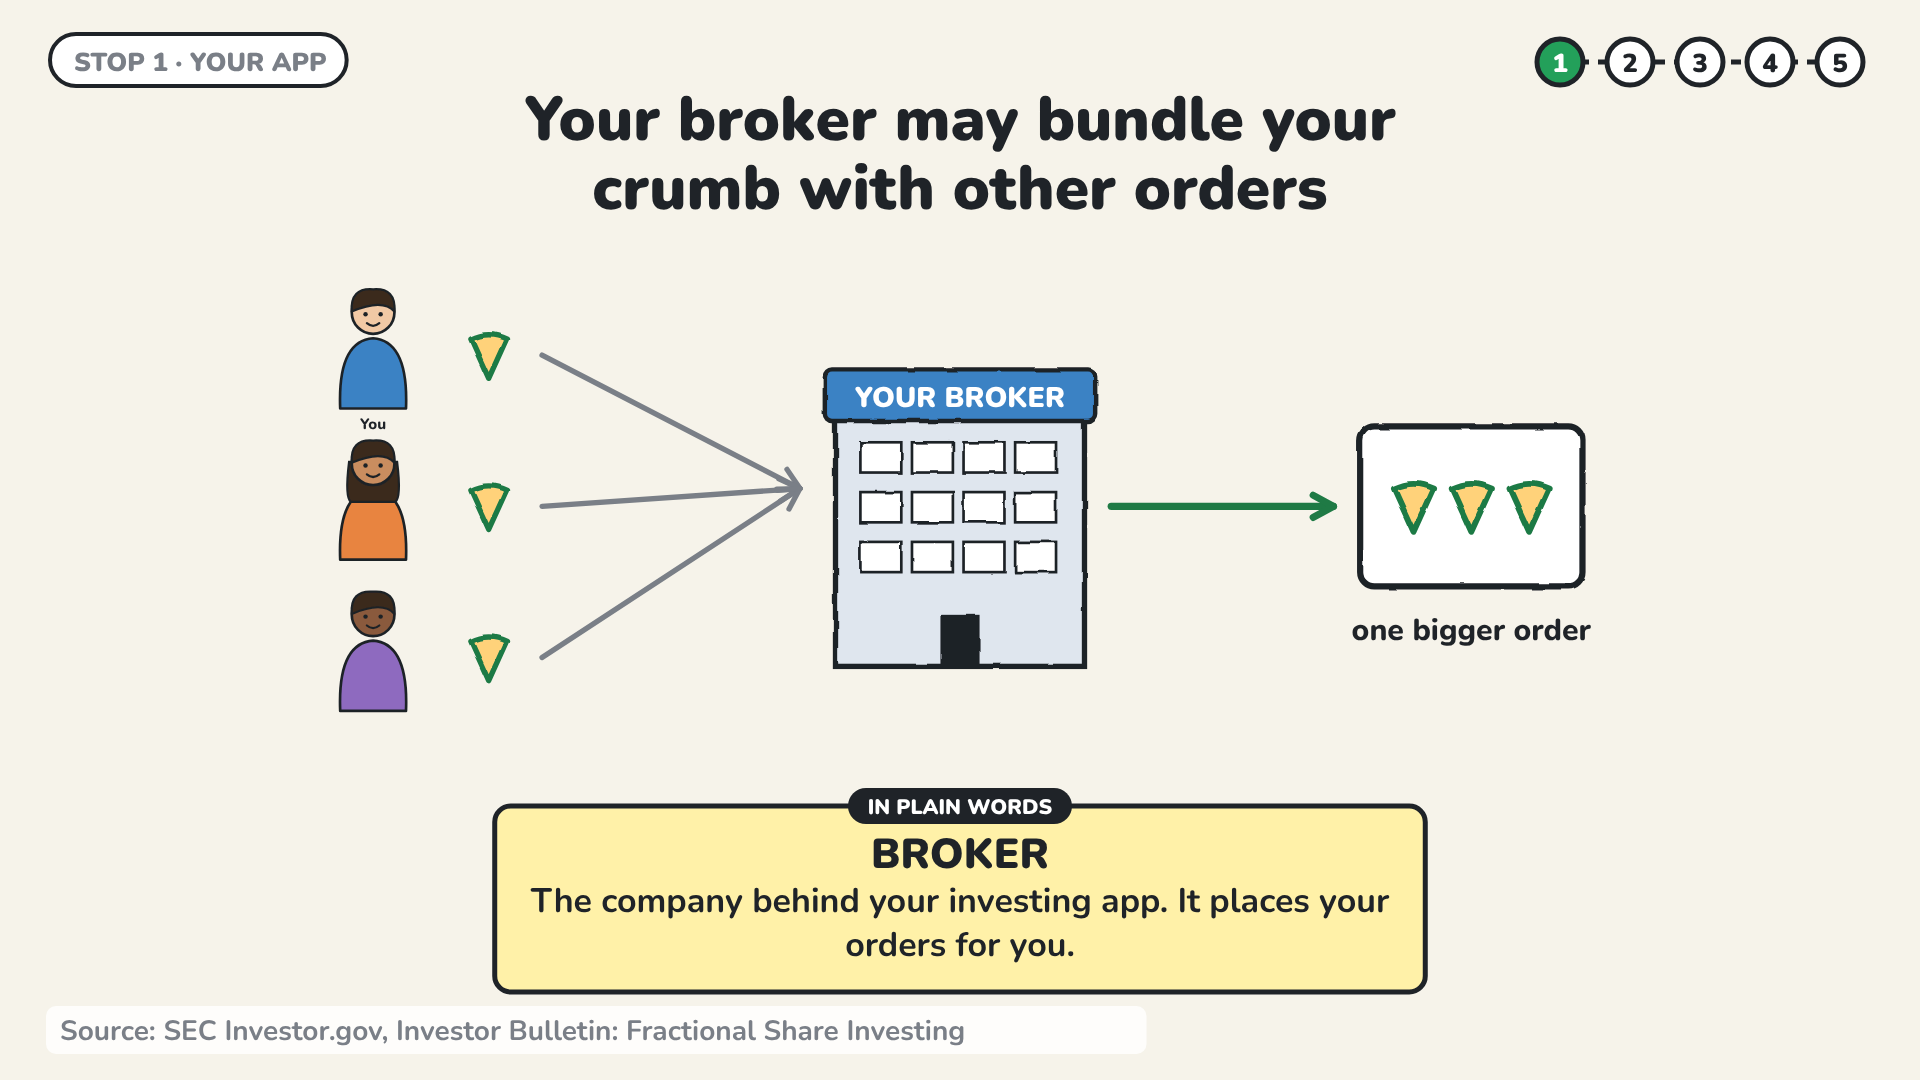 STOP 1 · YOUR APP
1 2 3 4 5
Your broker may bundle your
crumb with other orders
You
YOUR BROKER
one bigger order
IN PLAIN WORDS
BROKER
The company behind your investing app. It places your
orders for you.
Source: SEC Investor.gov, Investor Bulletin: Fractional Share Investing